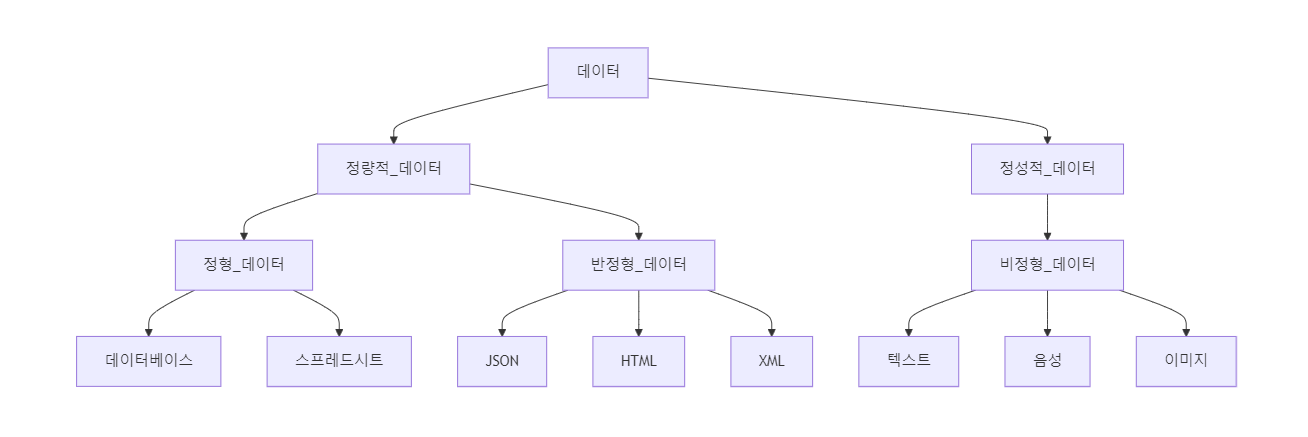 데이터
정량적_데이터
정성적_데이터
정형_데이터
반정형_데이터
비정형_데이터
데이터베이스
스프레드시트
JSON
HTML
XML
텍스트
음성
이미지